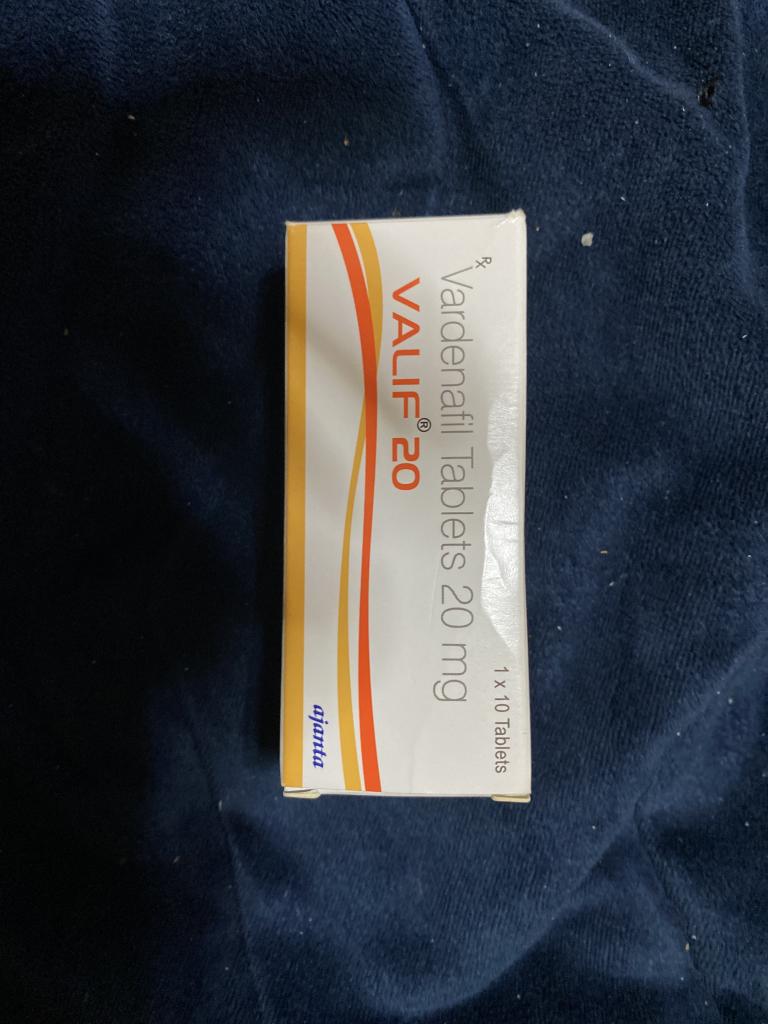 ℞
Vardenafil Tablets 20 mg
1 x 10 Tablets
VALIF® 20
ajanta